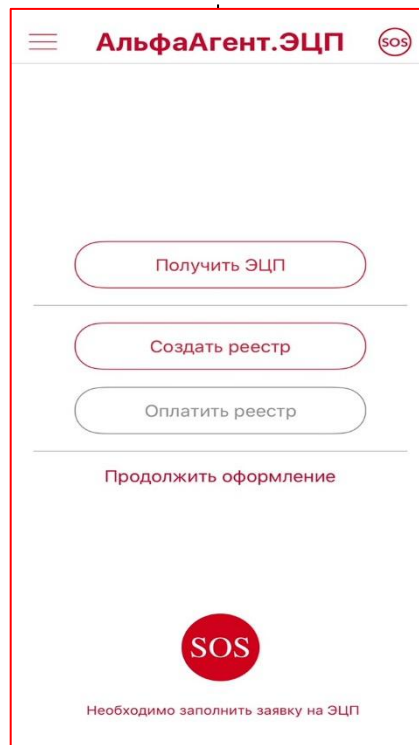 АльфаАгент.ЭЦП
SOS
Получить ЭЦП
Создать реестр
Оплатить реестр
Продолжить оформление
SOS
Необходимо заполнить заявку на ЭЦП